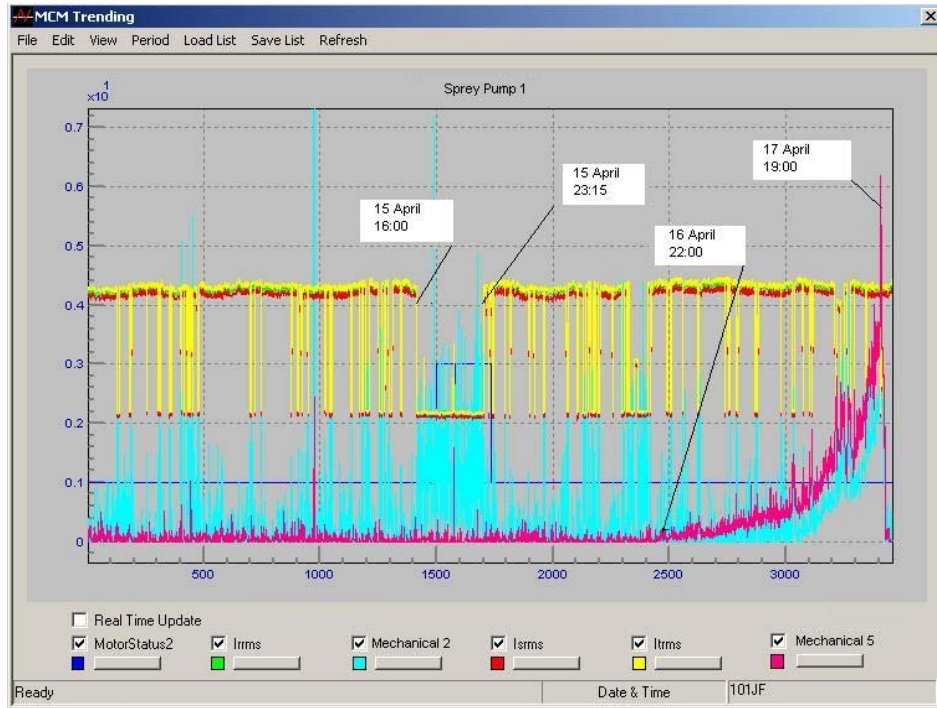 MCM Trending
File Edit View Period Load List Save List Refresh
Sprey Pump 1
x10 1
0.7
0.6
0.5
0.4
0.3
0.2
0.1
0
17 April
19:00
15 April
23:15
15 April
16:00
16 April
22:00
500 1000 1500 2000 2500 3000
Real Time Update
MotorStatus2 Irrms Mechanical 2 Isrms Itrms Mechanical 5
Ready Date & Time 101JF